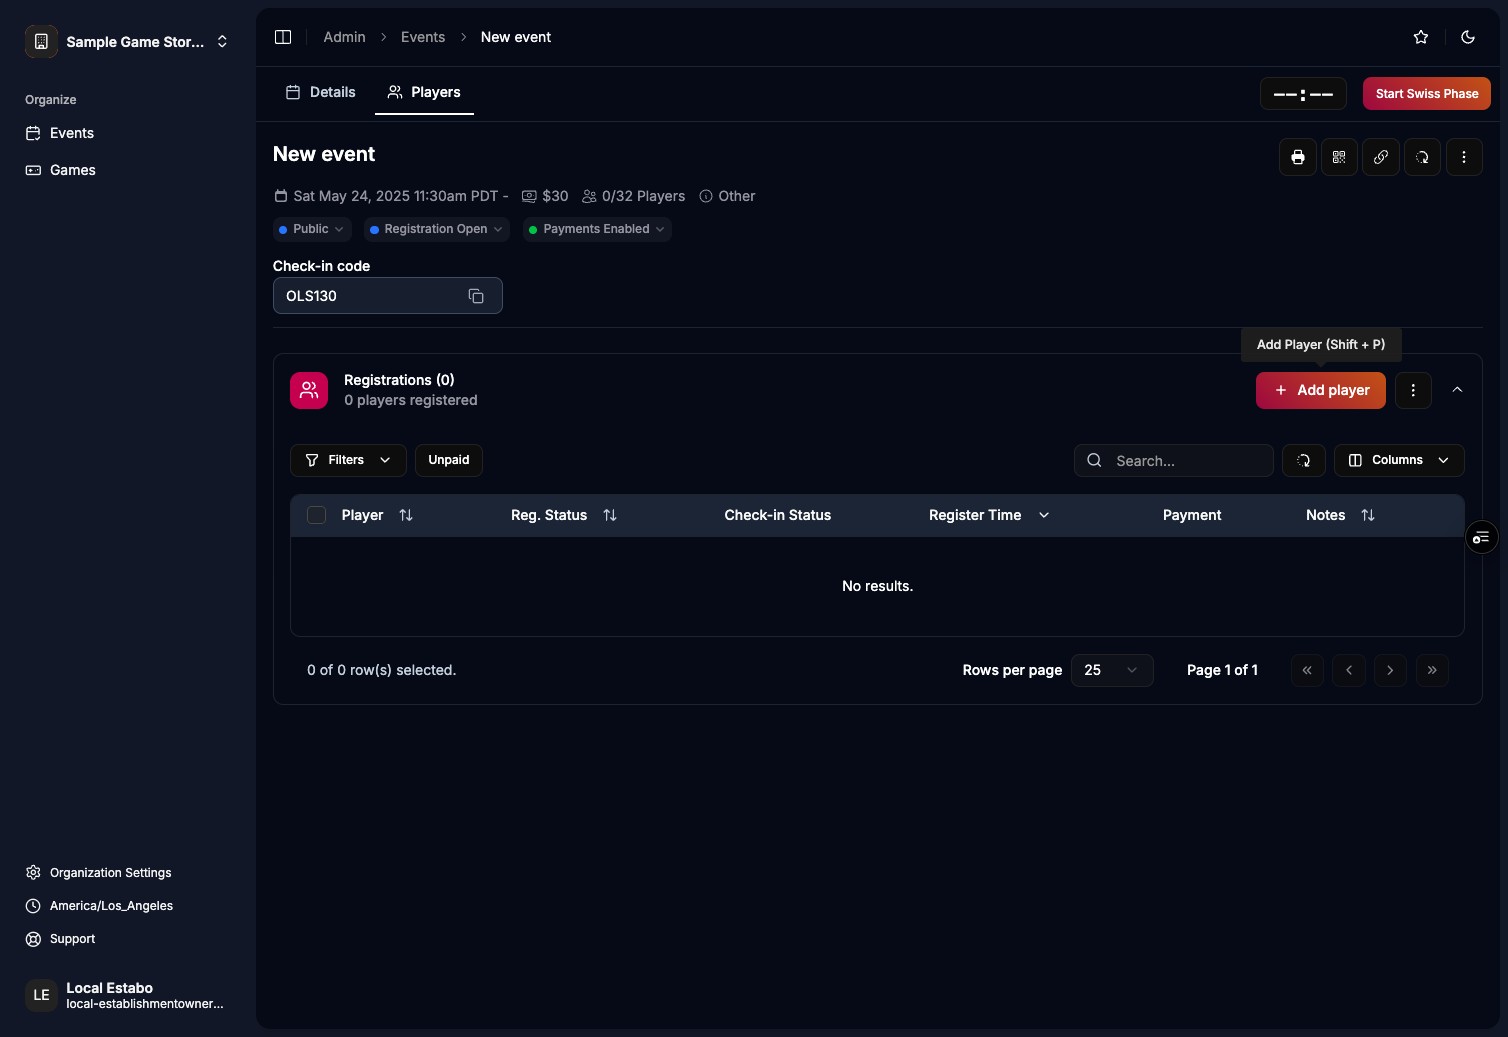 Sample Game Stor...
Admin
Events
New event
Organize
Events
Games
Details
Players
––:––
Start Swiss Phase
New event
Sat May 24, 2025 11:30am PDT -
$30
0/32 Players
Other
Public
Registration Open
Payments Enabled
Check-in code
OLS130
Add Player (Shift + P)
Registrations (0)
0 players registered
Add player
Filters
Unpaid
Search...
Columns
Player
Reg. Status
Check-in Status
Register Time
Payment
Notes
No results.
0 of 0 row(s) selected.
Rows per page
25
Page 1 of 1
Organization Settings
America/Los_Angeles
Support
LE
Local Estabo
local-establishmentowner...